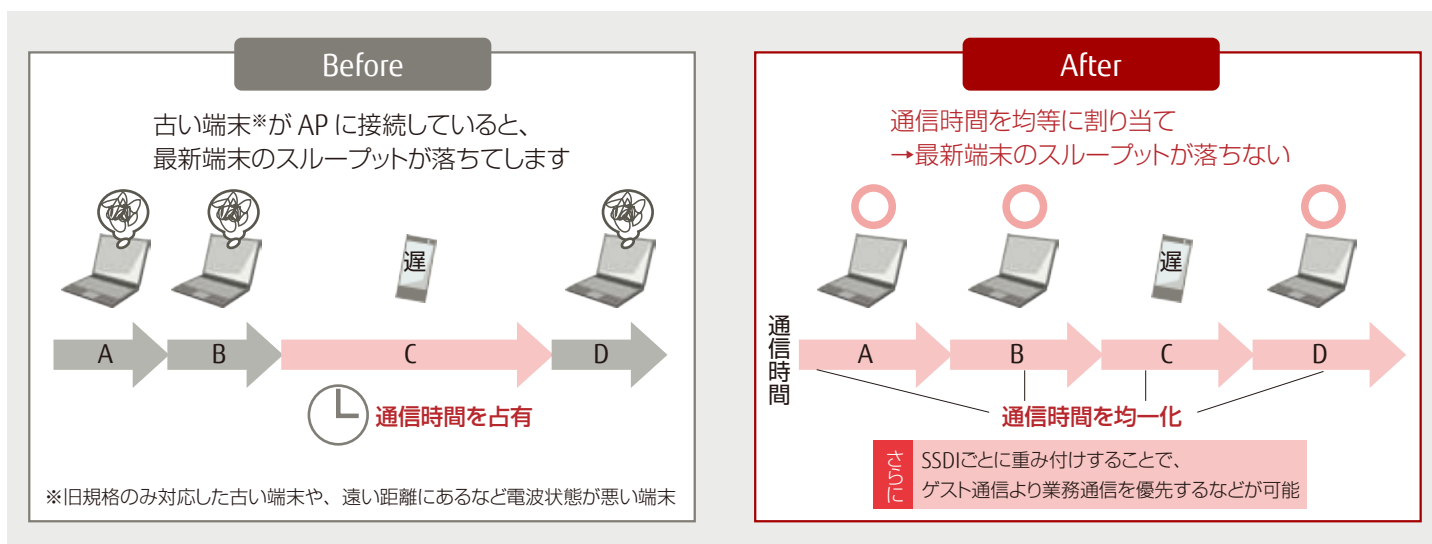 Before
古い端末※が AP に接続していると、
最新端末のスループットが落ちてします
遅
A
B
C
D
通信時間を占有
※旧規格のみ対応した古い端末や、遠い距離にあるなど電波状態が悪い端末
After
通信時間を均等に割り当て
→最新端末のスループットが落ちない
遅
通信時間
A
B
C
D
通信時間を均一化
さらに
SSDIごとに重み付けすることで、
ゲスト通信より業務通信を優先するなどが可能